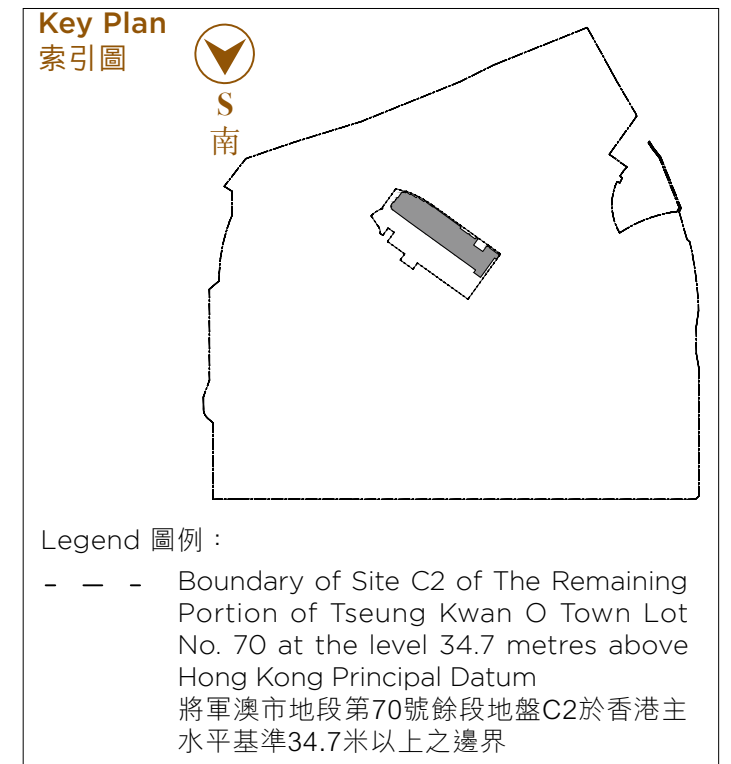 Key Plan
索引圖
S
南
Legend 圖例：
Boundary of Site C2 of The Remaining
Portion of Tseung Kwan O Town Lot
No. 70 at the level 34.7 metres above
Hong Kong Principal Datum
將軍澳市地段第70號餘段地盤C2於香港主
水平基準34.7米以上之邊界